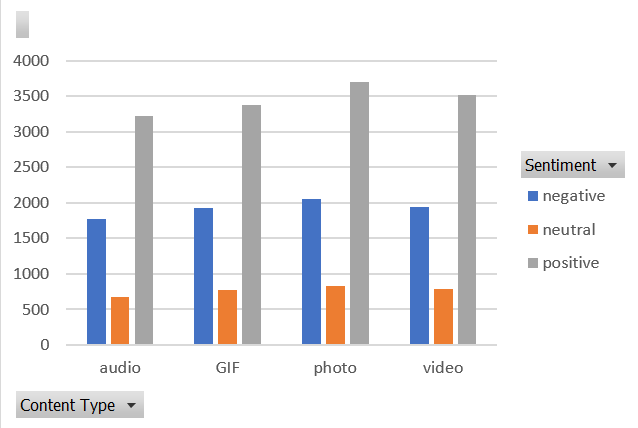 4000
3500
3000
2500
2000
1500
1000
500
0
audio GIF photo video
Sentiment
negative
neutral
positive
Content Type